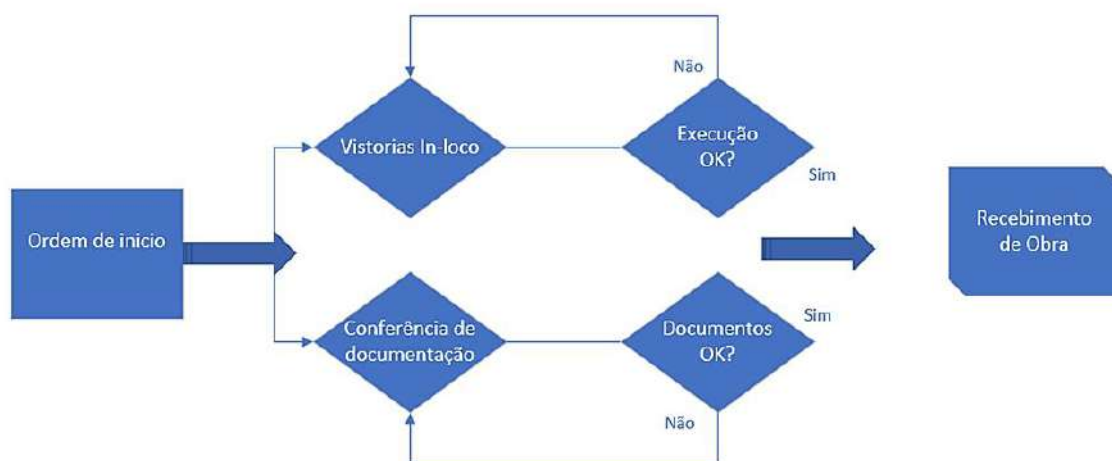 Não
Vistorias In-loco
Execução
OK?
Sim
Ordem de inicio
Recebimento
de Obra
Conferência de
documentação
Documentos
OK?
Sim
Não